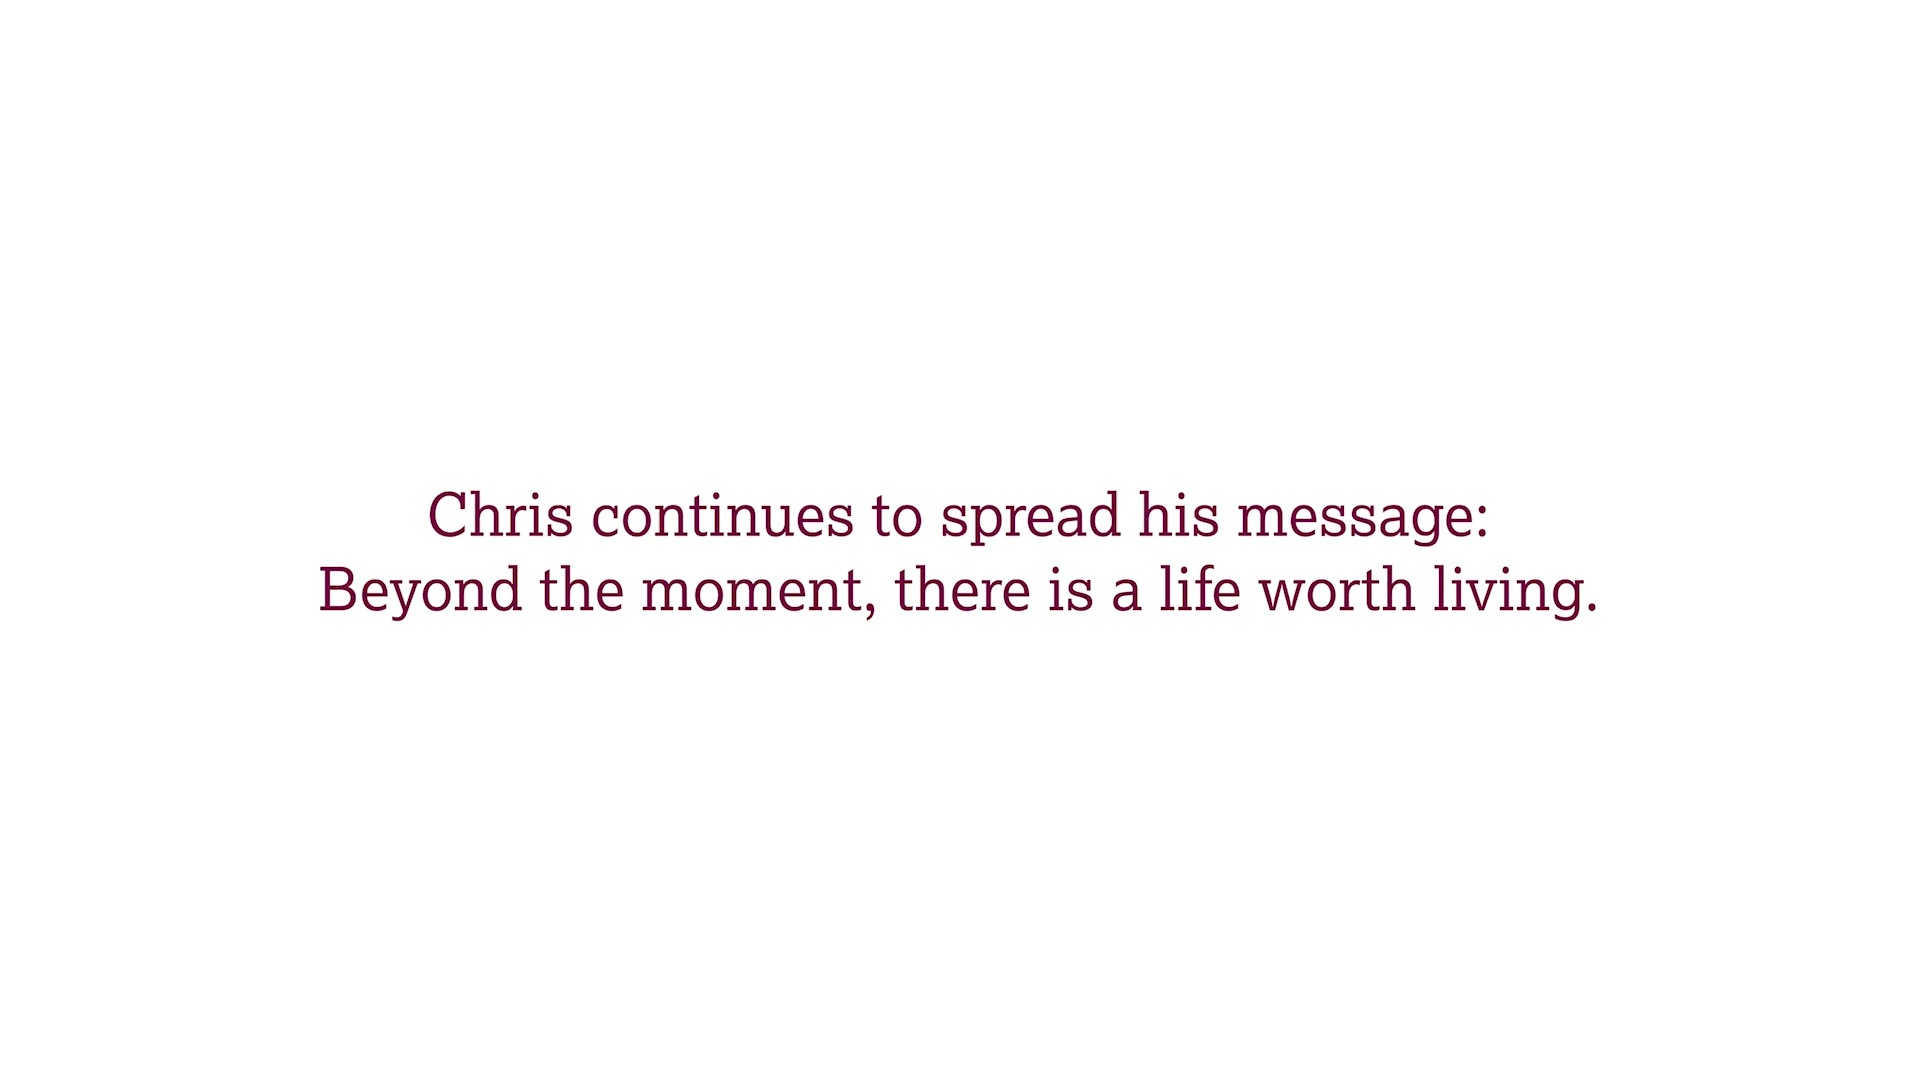 Chris continues to spread his message:
Beyond the moment, there is a life worth living.